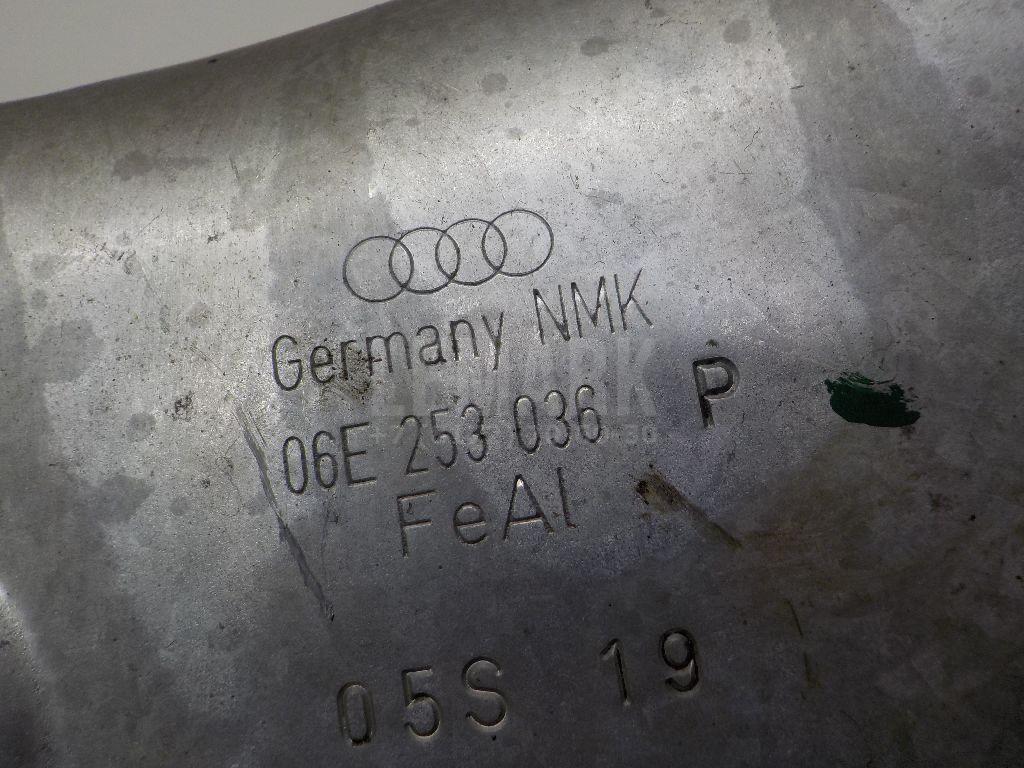 Germany NMK
06E 253 036 P
FeAl
05S 19